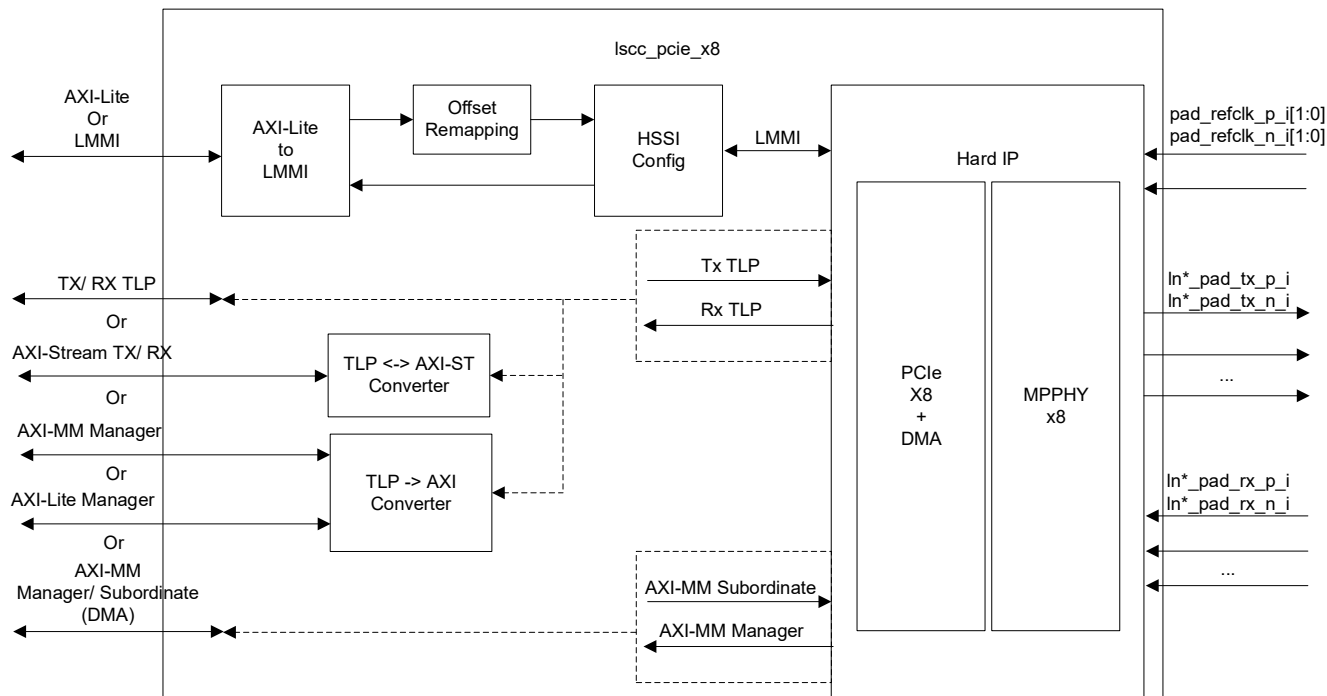 lscc_pcie_x8
AXI-Lite
Or
LMMI
AXI-Lite
to
LMMI
Offset
Remapping
HSSI
Config
LMMI
Hard IP
pad_refclk_p_i[1:0]
pad_refclk_n_i[1:0]
TX/ RX TLP
Or
AXI-Stream TX/ RX
Or
AXI-MM Manager
Or
AXI-Lite Manager
Or
AXI-MM
Manager/ Subordinate
(DMA)
TLP <-> AXI-ST
Converter
TLP -> AXI
Converter
Tx TLP
Rx TLP
AXI-MM Subordinate
AXI-MM Manager
PCIe
X8
+
DMA
MPPHY
x8
ln*_pad_tx_p_i
ln*_pad_tx_n_i
...
ln*_pad_rx_p_i
ln*_pad_rx_n_i
...